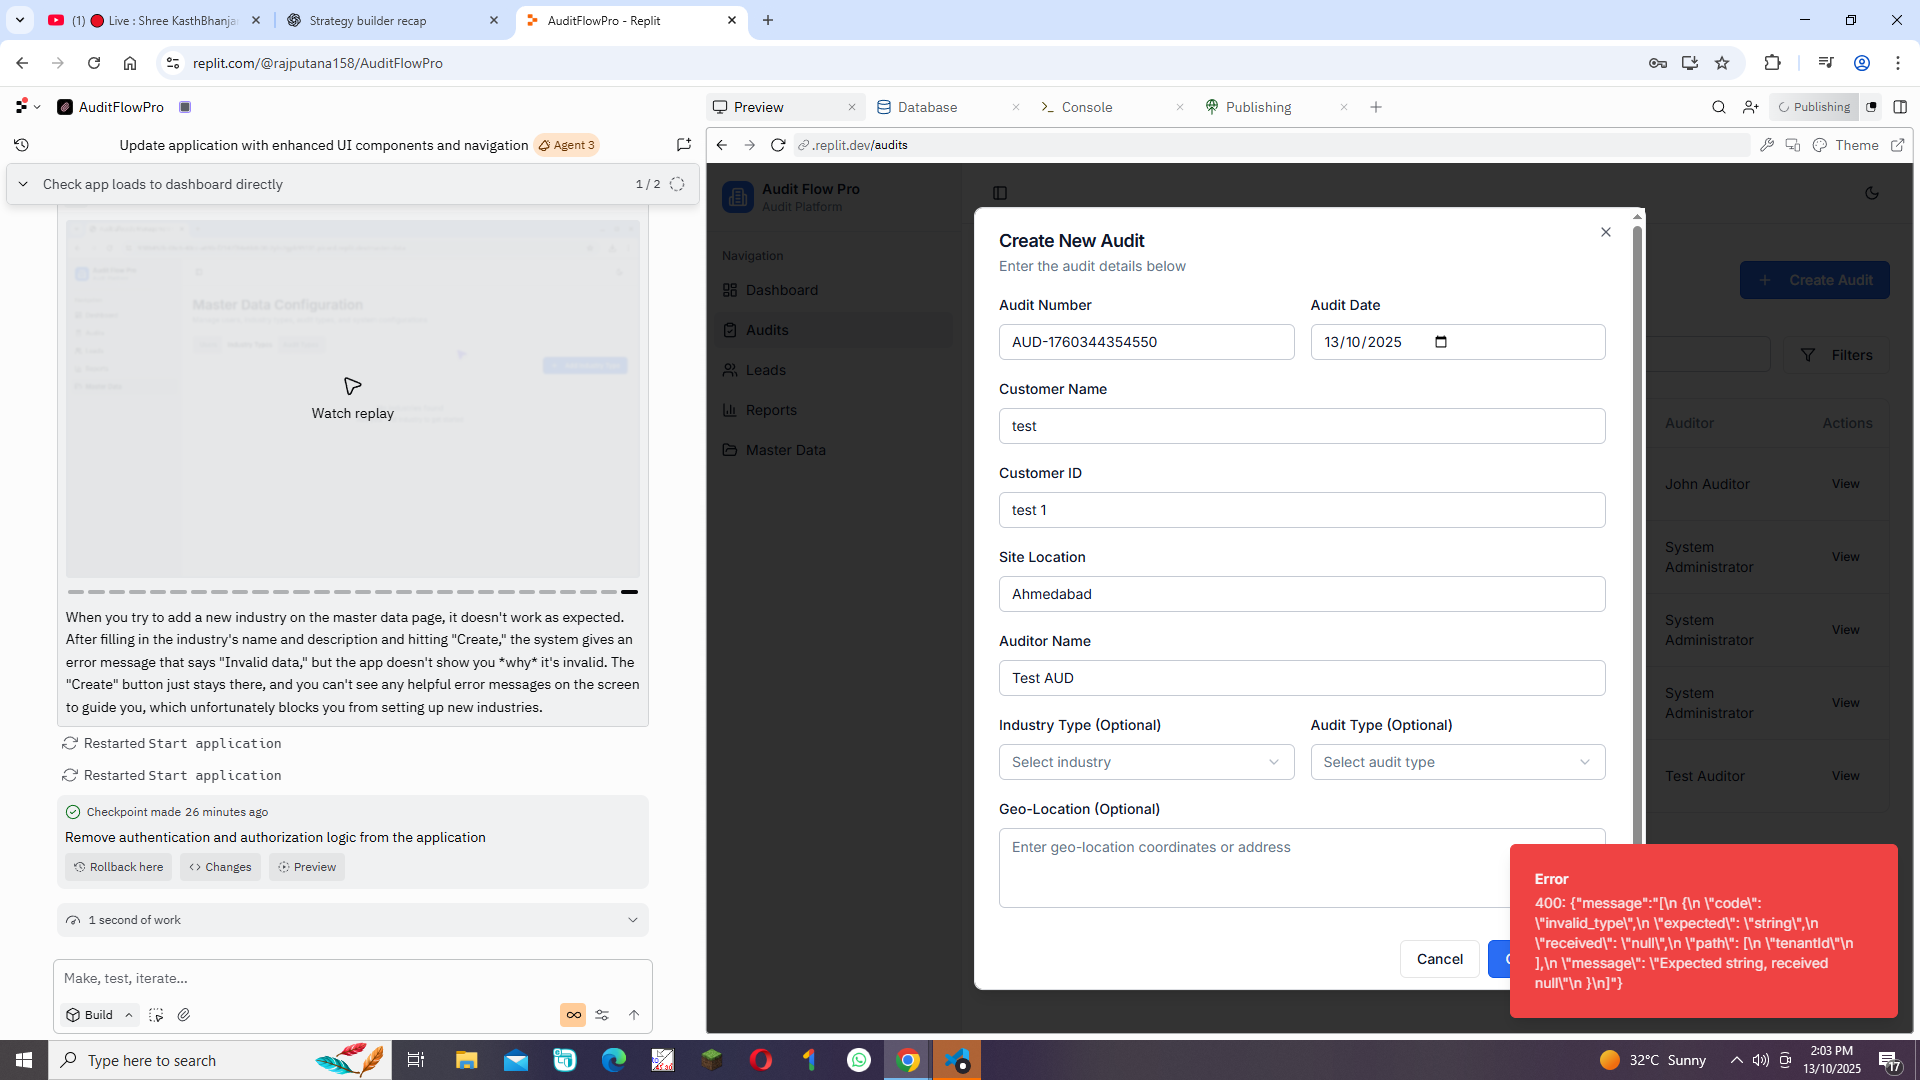 (1) 🔴 Live : Shree KasthBhanja
Strategy builder recap
AuditFlowPro - Replit
replit.com/@rajputana158/AuditFlowPro
AuditFlowPro
Preview
Database
Console
Publishing
Publishing
Update application with enhanced UI components and navigation
Agent 3
.replit.dev/audits
Theme
Check app loads to dashboard directly
1 / 2
Master Data Configuration
Watch replay
When you try to add a new industry on the master data page, it doesn't work as expected.
After filling in the industry's name and description and hitting "Create," the system gives an
error message that says "Invalid data," but the app doesn't show you *why* it's invalid. The
"Create" button just stays there, and you can't see any helpful error messages on the screen
to guide you, which unfortunately blocks you from setting up new industries.
Restarted Start application
Restarted Start application
Checkpoint made 26 minutes ago
Remove authentication and authorization logic from the application
Rollback here
Changes
Preview
1 second of work
Make, test, iterate...
Build
Audit Flow Pro
Audit Platform
Navigation
Dashboard
Audits
Leads
Reports
Master Data
Create Audit
Filters
Auditor Actions
John Auditor View
System
Administrator
View
System
Administrator
View
System
Administrator
View
Test Auditor View
Create New Audit
Enter the audit details below
Audit Number
Audit Date
AUD-1760344354550
13/10/2025
Customer Name
test
Customer ID
test 1
Site Location
Ahmedabad
Auditor Name
Test AUD
Industry Type (Optional)
Audit Type (Optional)
Select industry
Select audit type
Geo-Location (Optional)
Enter geo-location coordinates or address
Cancel
Error
400: {"message":"[\n {\n \"code\":
\"invalid_type\",\n \"expected\": \"string\",\n
\"received\": \"null\",\n \"path\": [\n \"tenantId\"\n
],\n \"message\": \"Expected string, received
null\"\n }\n]"}
Type here to search
32°C Sunny
2:03 PM
13/10/2025
17